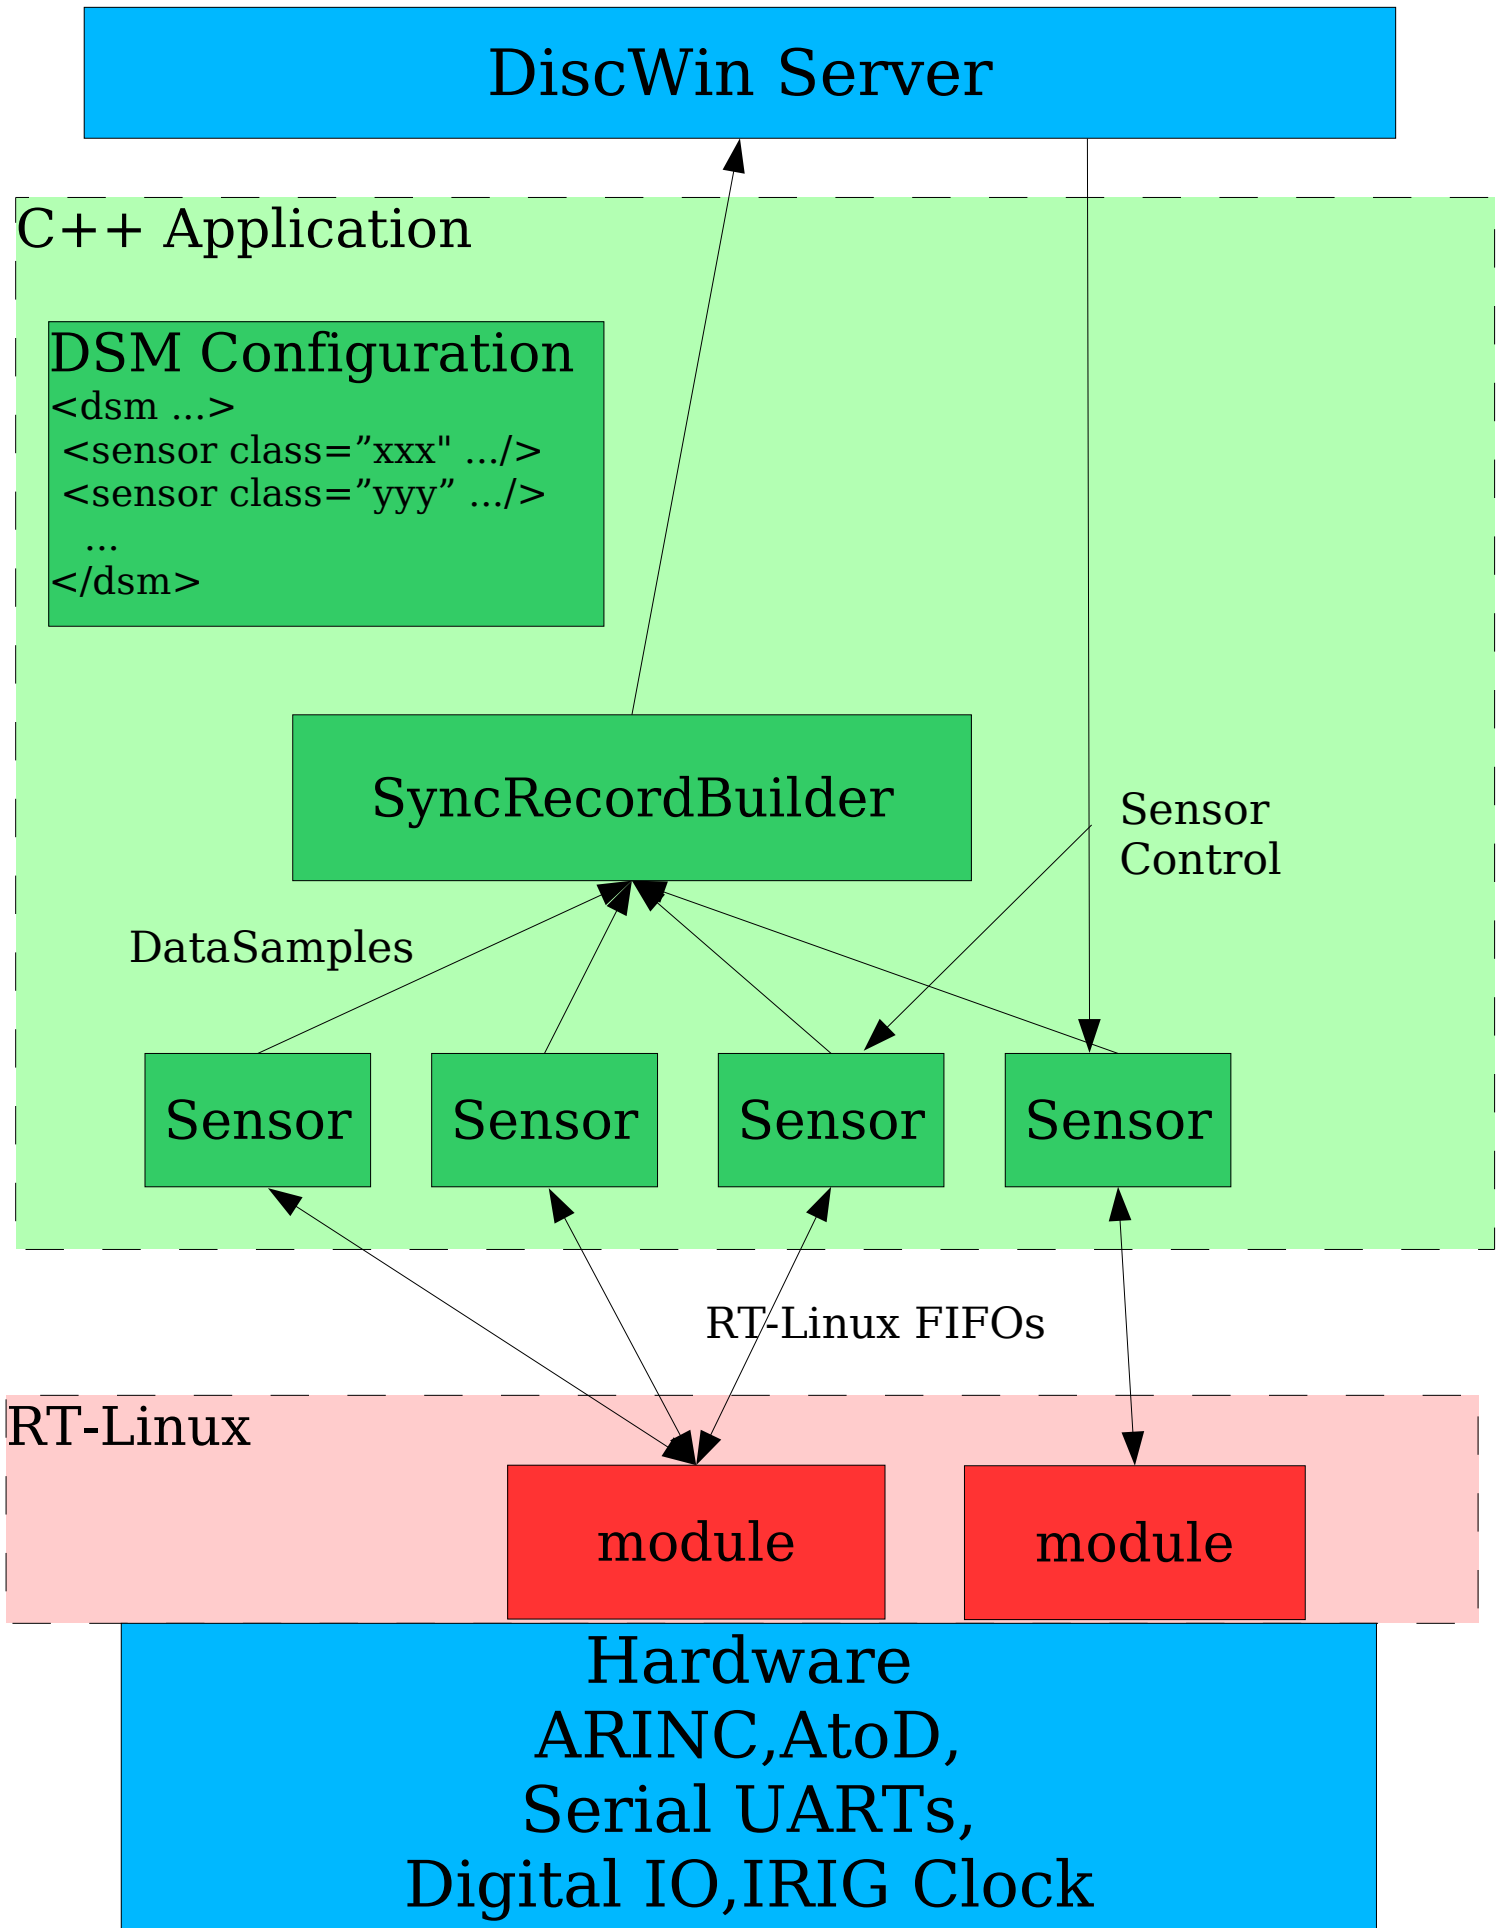 DiscWin Server
C++ Application
DSM Configuration
<dsm ...>
<sensor class=”xxx" .../>
<sensor class=”yyy” .../>
...
</dsm>
SyncRecordBuilder
Sensor
Control
DataSamples
Sensor
Sensor
Sensor
Sensor
RT-Linux FIFOs
RT-Linux
module
module
Hardware
ARINC,AtoD,
Serial UARTs,
Digital IO,IRIG Clock